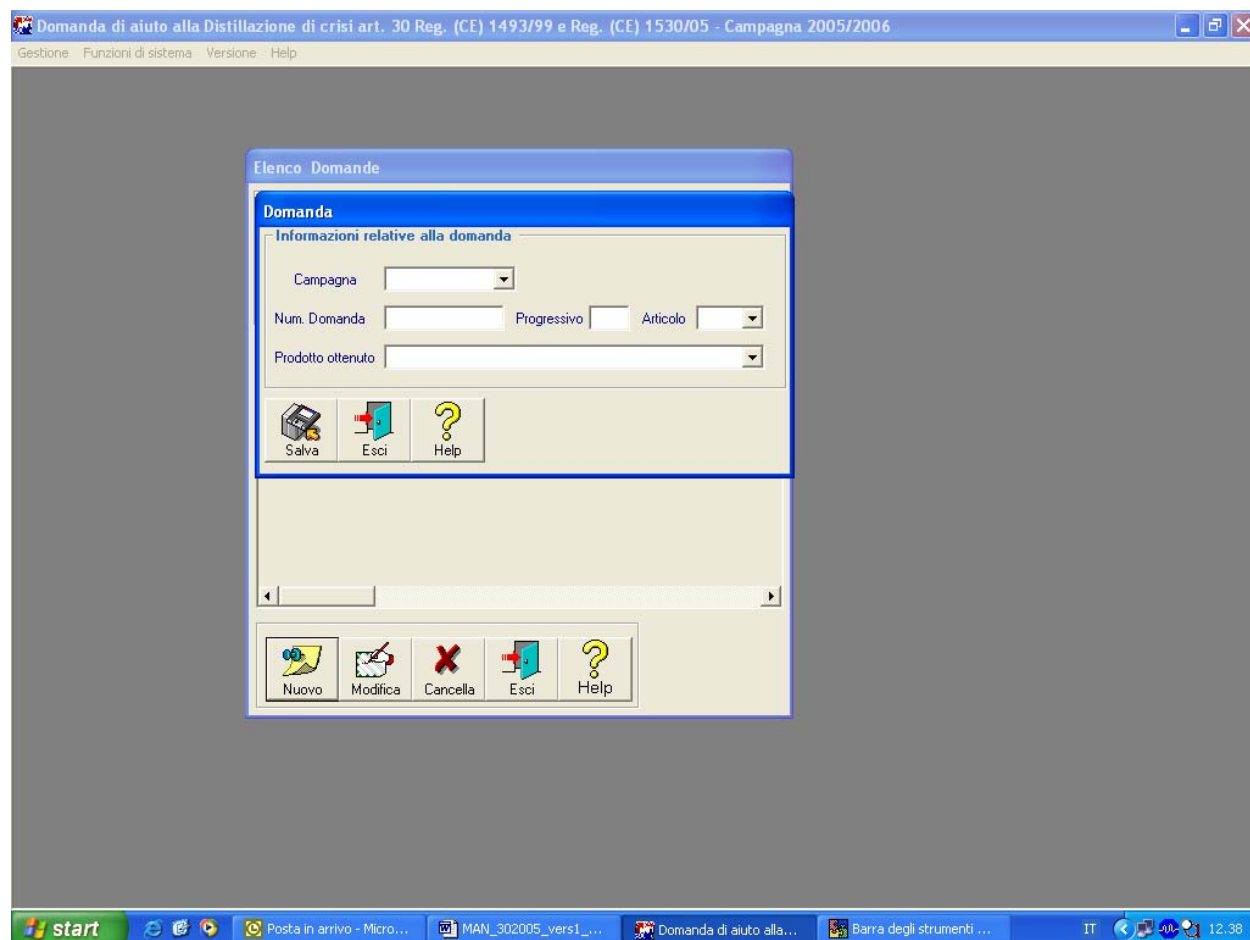 Domanda di aiuto alla Distillazione di crisi art. 30 Reg. (CE) 1493/99 e Reg. (CE) 1530/05 - Campagna 2005/2006
Gestione Funzioni di sistema Versione Help
Elenco Domande
Domanda
Informazioni relative alla domanda
Campagna
Num. Domanda Progressivo Articolo
Prodotto ottenuto
Salva Esci Help
Nuovo Modifica Cancella Esci Help
start Posta in arrivo - Micro... MAN_302005_vers1_... Domanda di aiuto alla... Barra degli strumenti ... IT 12.38